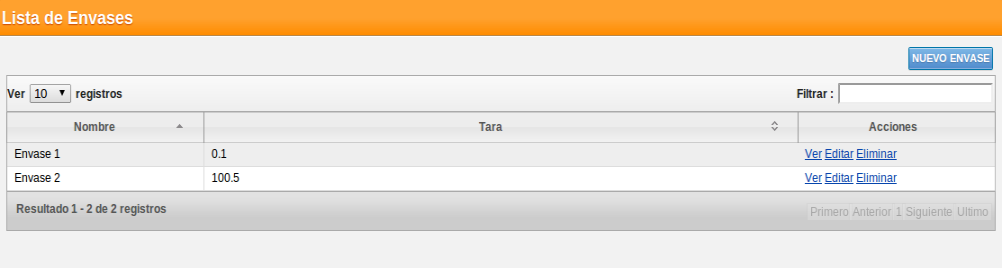 Lista de Envases
NUEVO ENVASE
Ver 10 registros Filtrar :
Nombre Tara Acciones
Envase 1 0.1 Ver Editar Eliminar
Envase 2 100.5 Ver Editar Eliminar
Resultado 1 - 2 de 2 registros Primero Anterior 1 Siguiente Ultimo